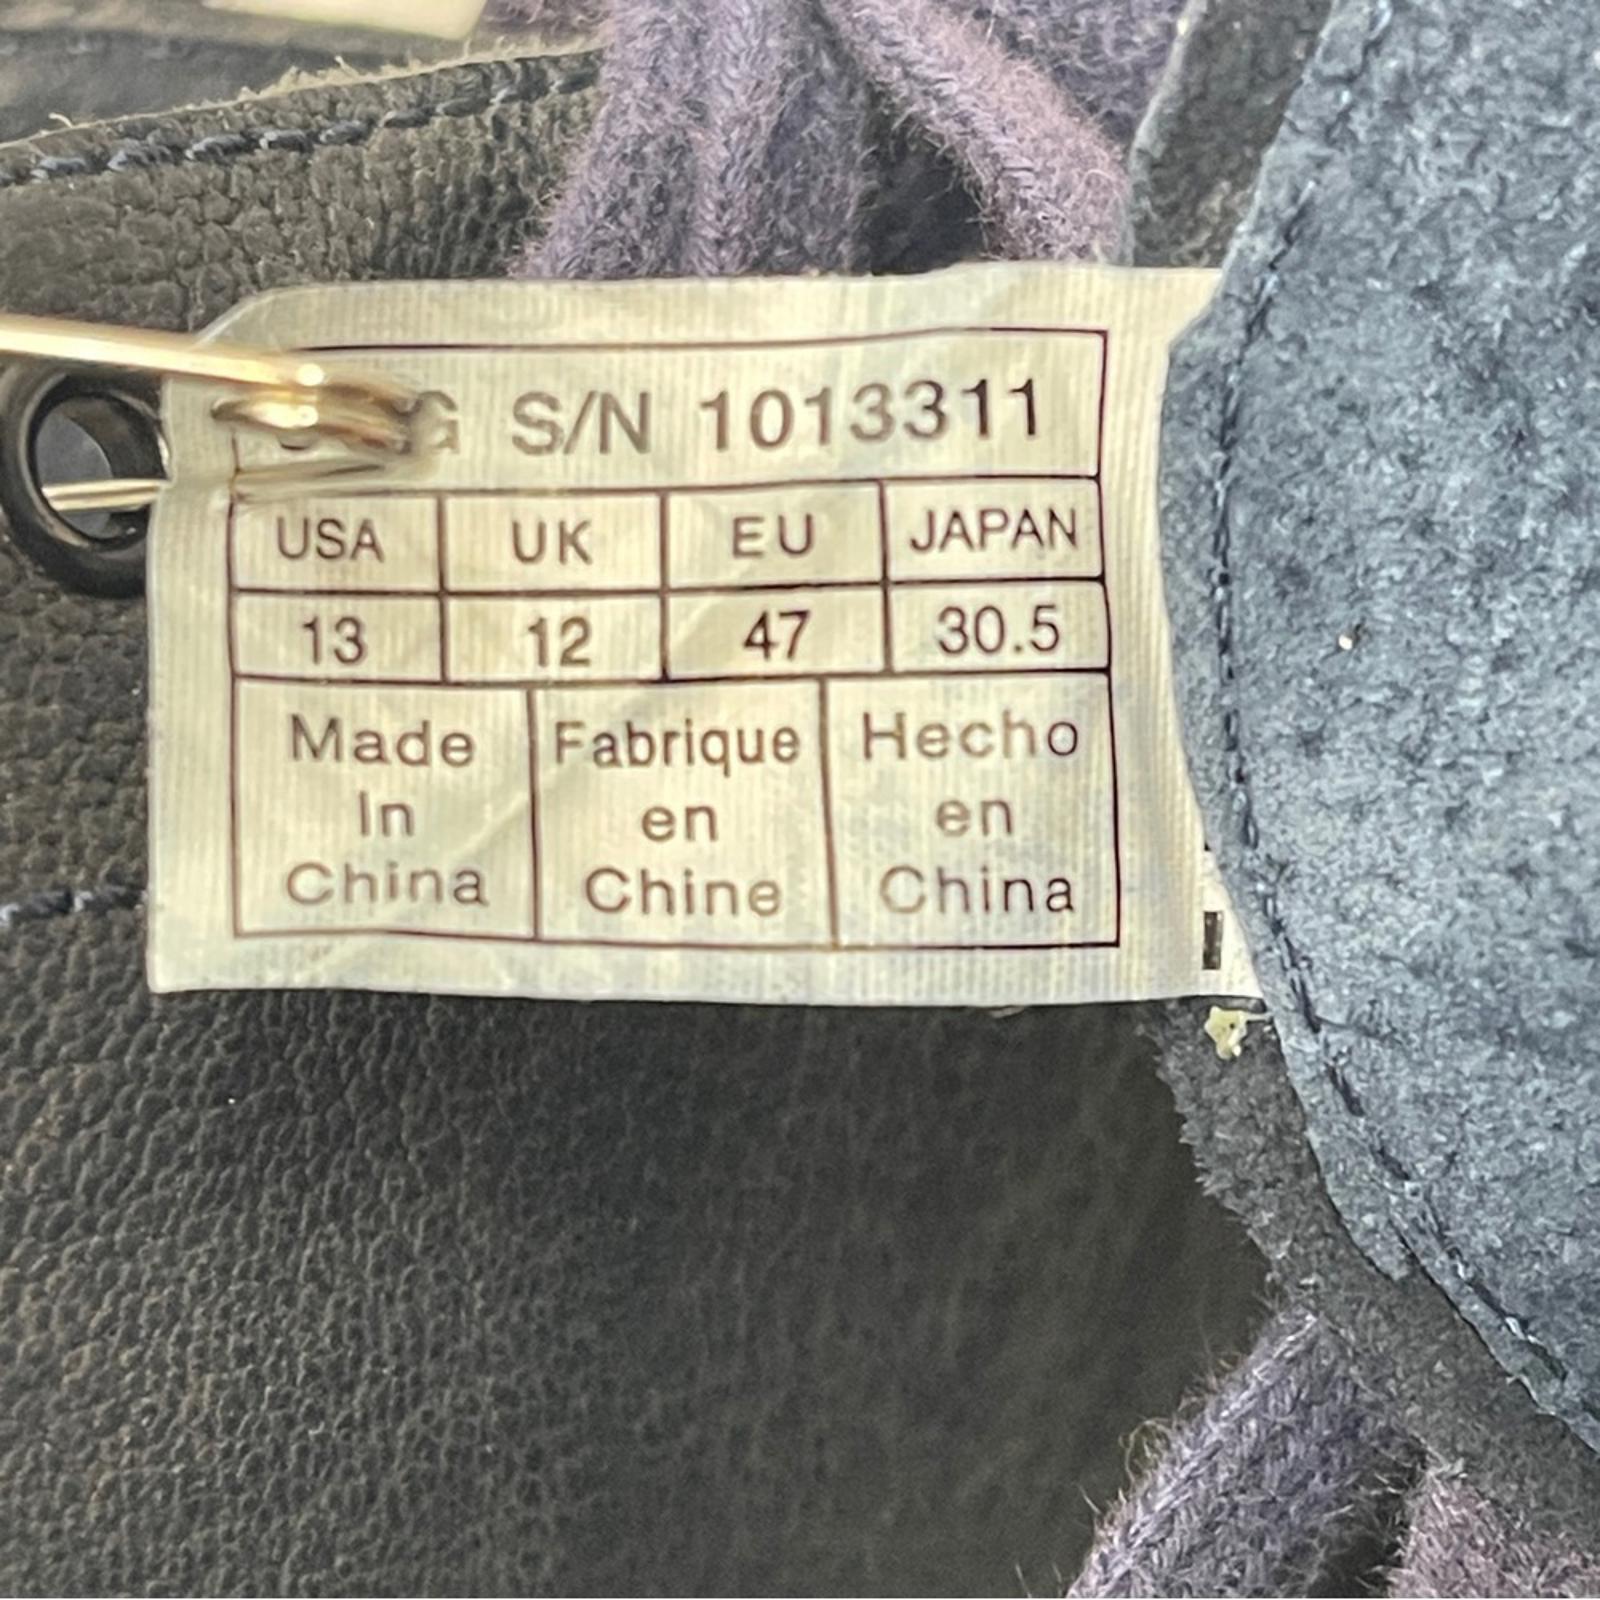 S/N 1013311
USA UK EU JAPAN
13 12 47 30.5
Made
In
China
Fabrique
en
Chine
Hecho
en
China